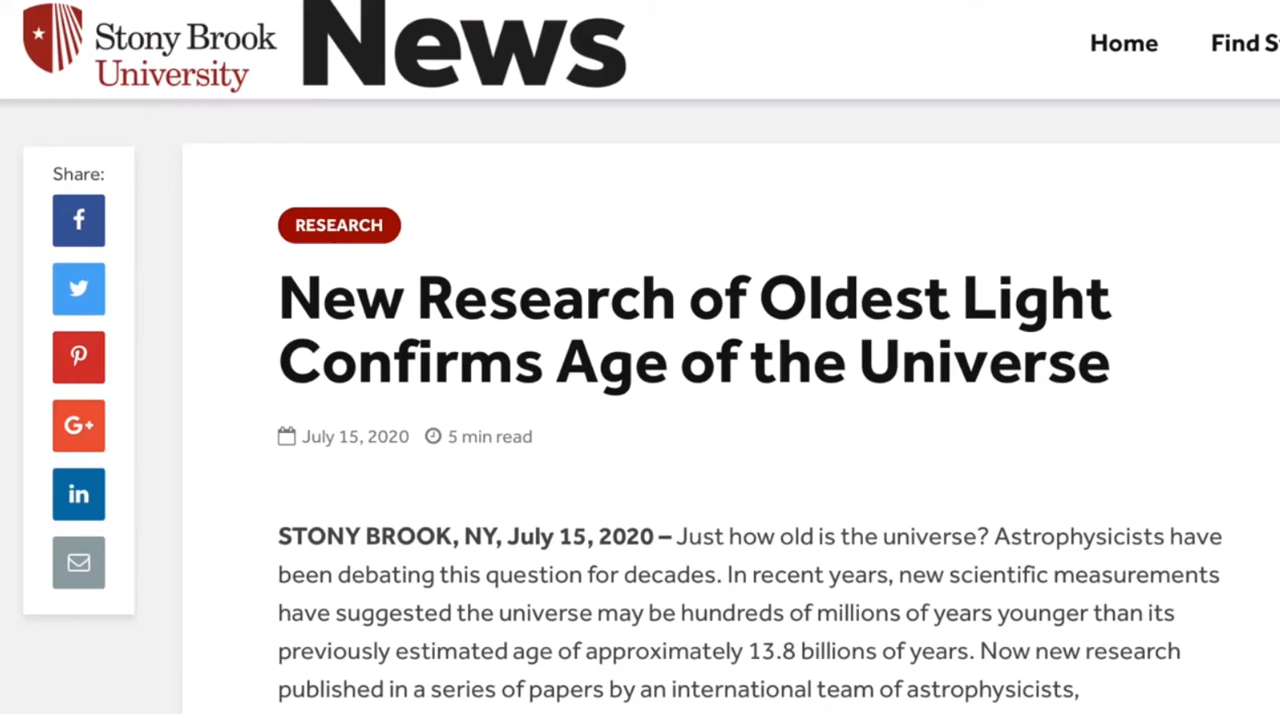 Stony Brook
University
News
Home
Find S
Share:
f
G+
in
RESEARCH
New Research of Oldest Light
Confirms Age of the Universe
July 15, 2020 5 min read
STONY BROOK, NY, July 15, 2020 – Just how old is the universe? Astrophysicists have
been debating this question for decades. In recent years, new scientific measurements
have suggested the universe may be hundreds of millions of years younger than its
previously estimated age of approximately 13.8 billions of years. Now new research
published in a series of papers by an international team of astrophysicists,